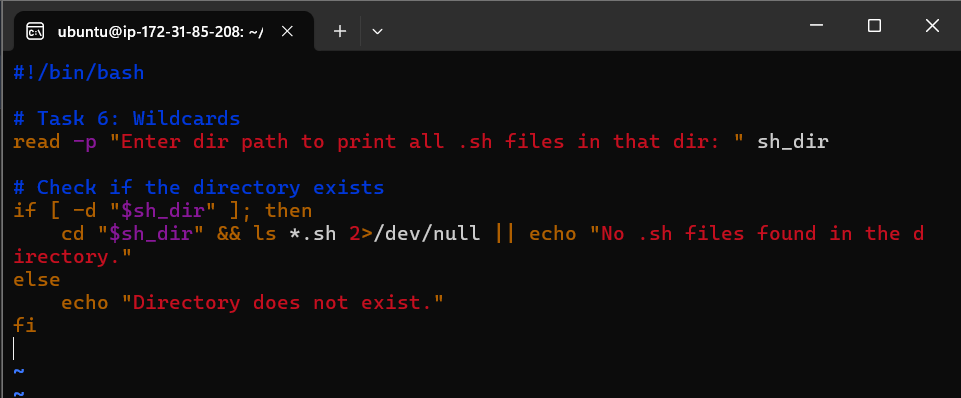 ubuntu@ip-172-31-85-208: ~/
#!/bin/bash
# Task 6: Wildcards
read -p "Enter dir path to print all .sh files in that dir: " sh_dir
# Check if the directory exists
if [ -d "$sh_dir" ]; then
    cd "$sh_dir" && ls *.sh 2>/dev/null || echo "No .sh files found in the d
irectory."
else
    echo "Directory does not exist."
fi
~
~